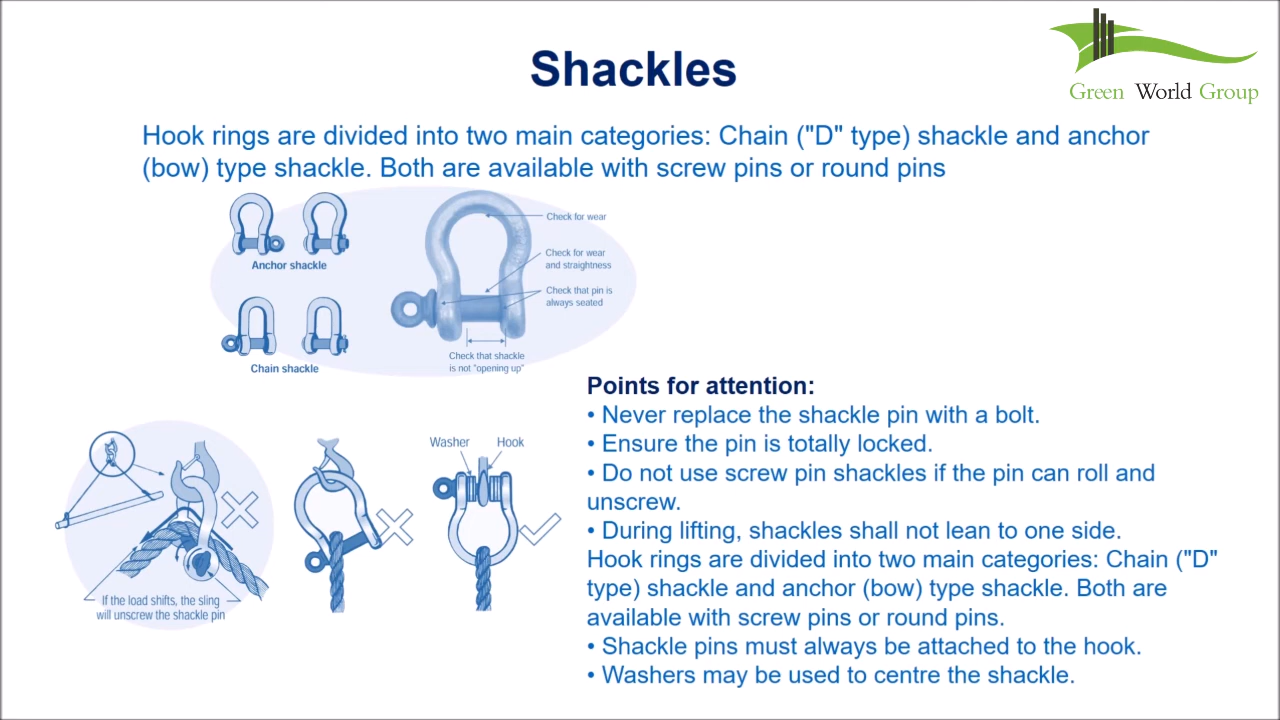 Green World Group
Shackles
Hook rings are divided into two main categories: Chain ("D" type) shackle and anchor
(bow) type shackle. Both are available with screw pins or round pins
Anchor shackle
Chain shackle
Check for wear
Check for wear
and straightness
Check that pin is
always seated
Check that shackle
is not "opening up"
If the load shifts, the sling
will unscrew the shackle pin
Washer
Hook
Points for attention:
• Never replace the shackle pin with a bolt.
• Ensure the pin is totally locked.
• Do not use screw pin shackles if the pin can roll and
unscrew.
• During lifting, shackles shall not lean to one side.
Hook rings are divided into two main categories: Chain ("D"
type) shackle and anchor (bow) type shackle. Both are
available with screw pins or round pins.
• Shackle pins must always be attached to the hook.
• Washers may be used to centre the shackle.